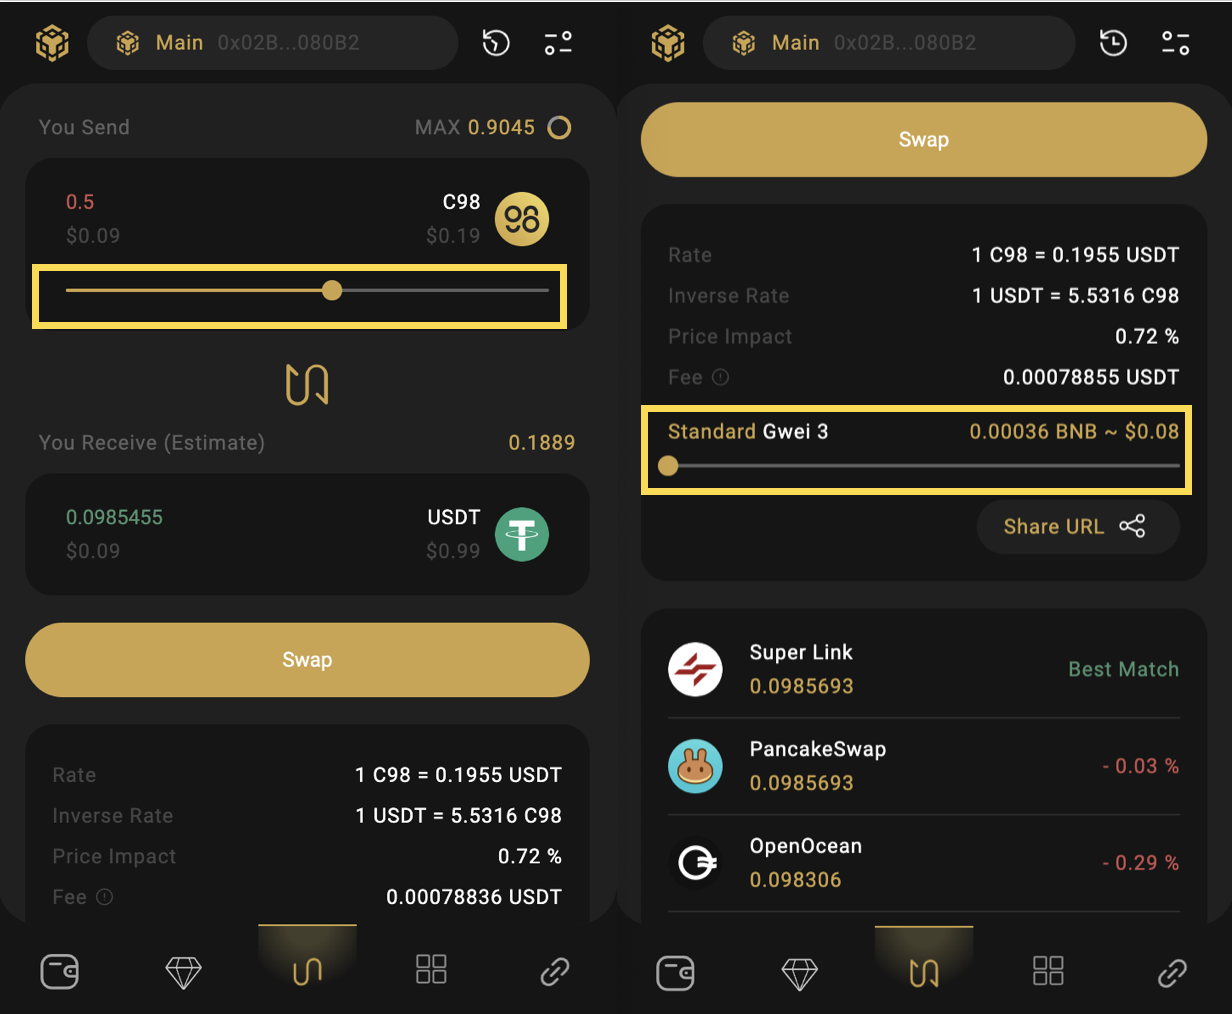 Main 0x02B...080B2
You Send MAX 0.9045
0.5 C98
$0.09 $0.19
You Receive (Estimate) 0.1889
0.0985455 USDT
$0.09 $0.99
Swap
Rate 1 C98 = 0.1955 USDT
Inverse Rate 1 USDT = 5.5316 C98
Price Impact 0.72 %
Fee 0.00078836 USDT
Main 0x02B...080B2
Swap
Rate 1 C98 = 0.1955 USDT
Inverse Rate 1 USDT = 5.5316 C98
Price Impact 0.72 %
Fee 0.00078855 USDT
Standard Gwei 3 0.00036 BNB ~ $0.08
Share URL
Super Link
0.0985693 Best Match
PancakeSwap
0.0985693 - 0.03 %
OpenOcean
0.098306 - 0.29 %